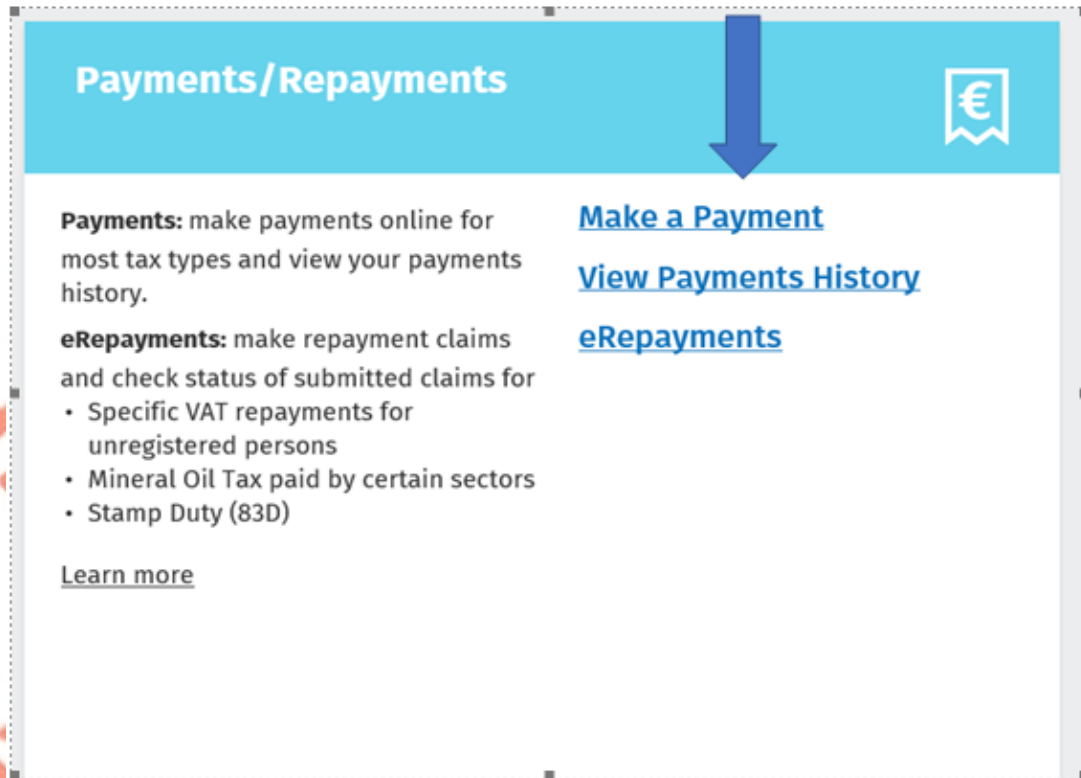 Payments/Repayments
€
Payments: make payments online for
most tax types and view your payments
history.
eRepayments: make repayment claims
and check status of submitted claims for
• Specific VAT repayments for
unregistered persons
• Mineral Oil Tax paid by certain sectors
• Stamp Duty (83D)
Learn more
Make a Payment
View Payments History
eRepayments